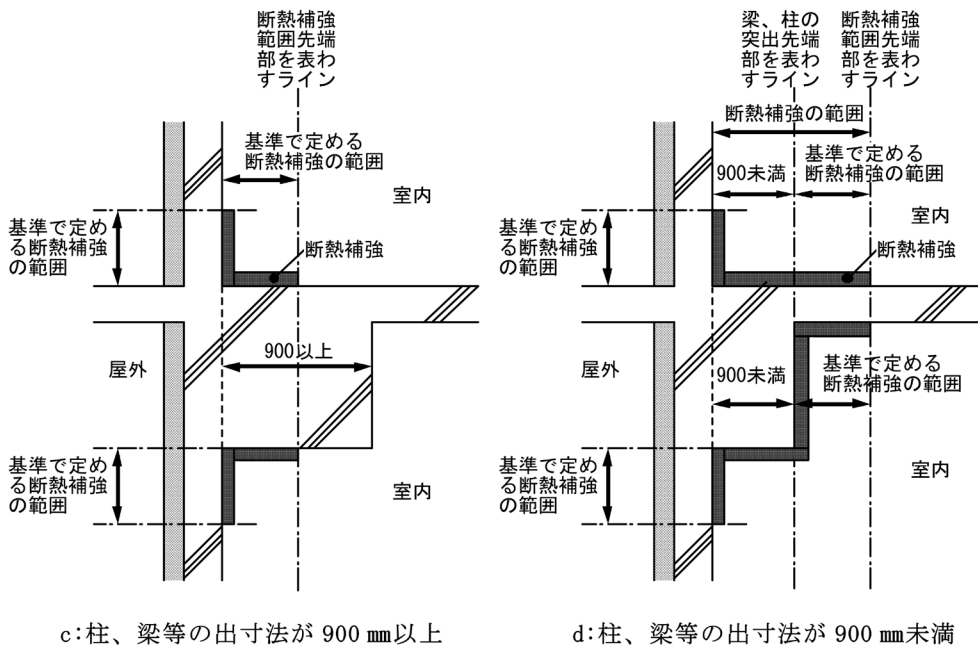 断熱補強
範囲先端
部を表わ
すライン
基準で定める
断熱補強の範囲
室内
基準で定め
る断熱補強
の範囲
断熱補強
900以上
屋外
基準で定め
る断熱補強
の範囲
室内
c:柱、梁等の出寸法が 900 ㎜以上
梁、柱の
突出先端
部を表わ
すライン
断熱補強
範囲先端
部を表わ
すライン
断熱補強の範囲
基準で定める
断熱補強の範囲
900未満
室内
基準で定め
る断熱補強
の範囲
断熱補強
屋外
900未満
基準で定める
断熱補強の範囲
基準で定め
る断熱補強
の範囲
室内
d:柱、梁等の出寸法が 900 ㎜未満